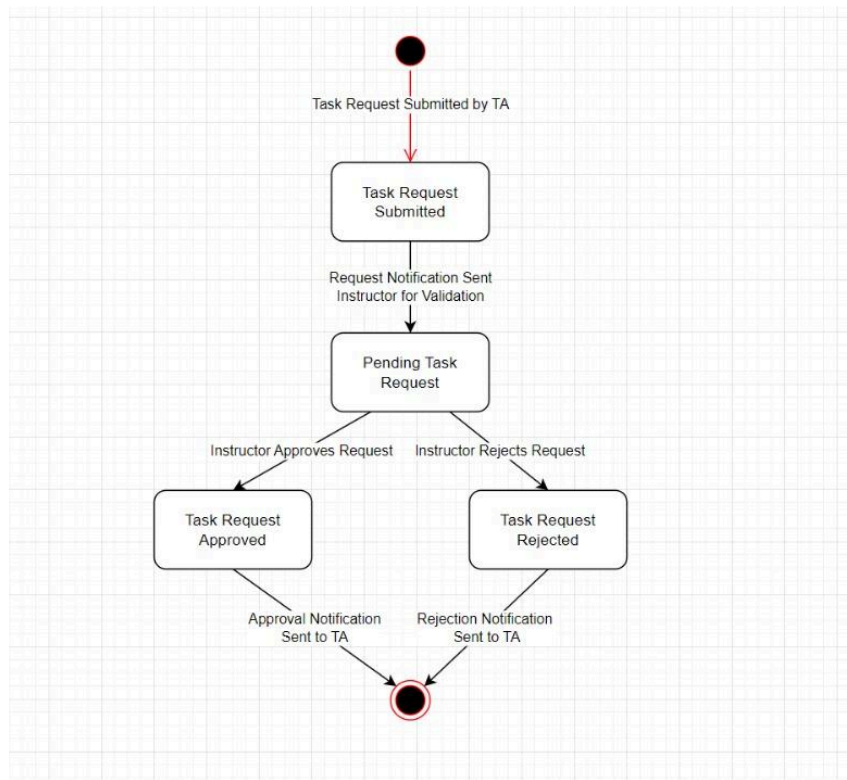 Task Request Submitted by TA
Task Request
Submitted
Request Notification Sent
Instructor for Validation
Pending Task
Request
Instructor Approves Request
Instructor Rejects Request
Task Request
Approved
Task Request
Rejected
Approval Notification
Sent to TA
Rejection Notification
Sent to TA